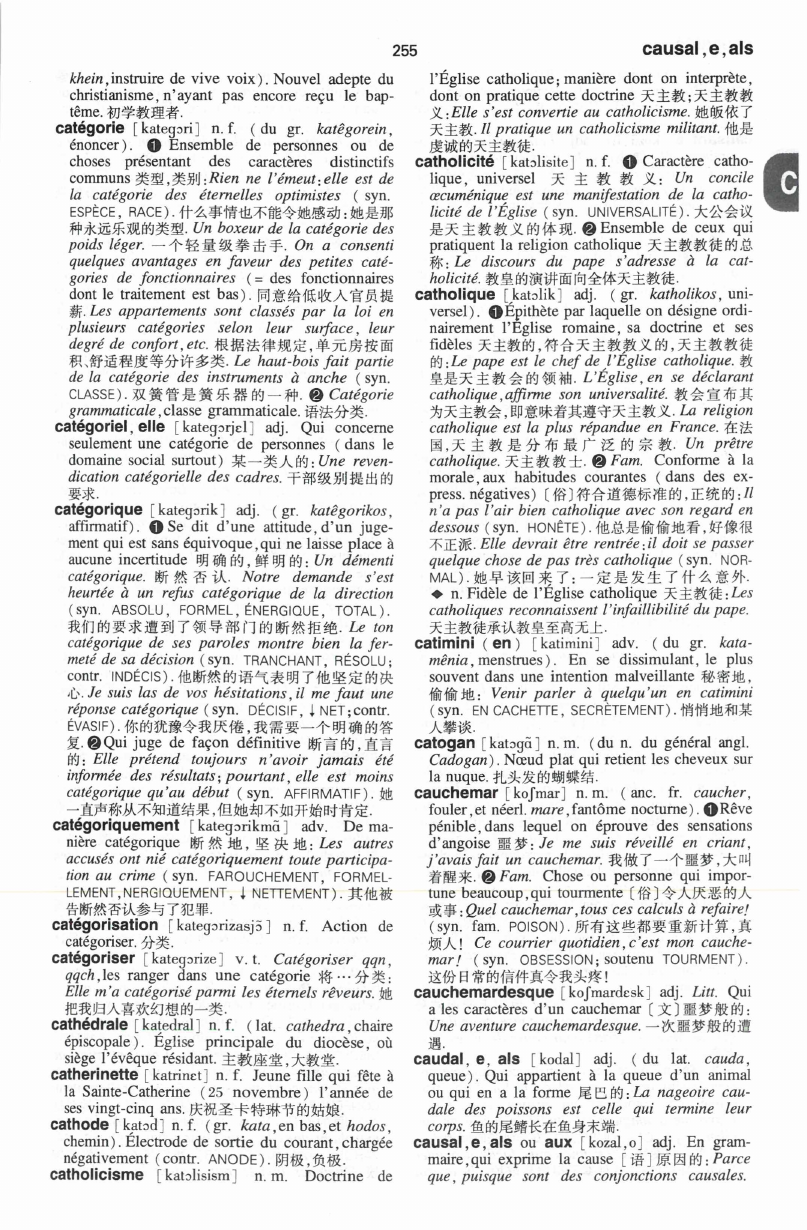 255
causal,e,als
khein,instruire de vive voix). Nouvel adepte du
christianisme,n'ayant pas encore reçu le bap-
tême. 初学教理者.
catégorie [kategɔri] n. f. (du gr. katêgorein,
énoncer). ❶ Ensemble de personnes ou de
choses présentant des caractères distinctifs
communs 类型,类别:Rien ne l'émeut:elle est de
la catégorie des éternelles optimistes (syn.
ESPÈCE, RACE). 什么事情也不能令她感动:她是那
种永远乐观的类型. Un boxeur de la catégorie des
poids léger. 一个轻量级拳击手. On a consenti
quelques avantages en faveur des petites caté-
gories de fonctionnaires (= des fonctionnaires
dont le traitement est bas). 同意给低收入官员提
薪. Les appartements sont classés par la loi en
plusieurs catégories selon leur surface, leur
degré de confort,etc. 根据法律规定,单元房按面
积、舒适程度等分许多类. Le haut-bois fait partie
de la catégorie des instruments à anche (syn.
CLASSE). 双簧管是簧乐器的一种. ❷ Catégorie
grammaticale,classe grammaticale. 语法分类.
catégoriel,elle [kategɔrjel] adj. Qui concerne
seulement une catégorie de personnes (dans le
domaine social surtout) 某一类人的:Une reven-
dication catégorielle des cadres. 干部级别提出的
要求.
catégorique [kategɔrik] adj. (gr. katêgorikos,
affirmatif). ❶ Se dit d'une attitude,d'un juge-
ment qui est sans équivoque,qui ne laisse place à
aucune incertitude 明确的,鲜明的: Un démenti
catégorique. 断然否认. Notre demande s'est
heurtée à un refus catégorique de la direction
(syn. ABSOLU, FORMEL, ÉNERGIQUE, TOTAL).
我们的要求遭到了领导部门的断然拒绝. Le ton
catégorique de ses paroles montre bien la fer-
meté de sa décision (syn. TRANCHANT, RÉSOLU;
contr. INDÉCIS). 他断然的语气表明了他坚定的决
心. Je suis las de vos hésitations,il me faut une
réponse catégorique (syn. DÉCISIF, ↓ NET;contr.
ÉVASIF). 你的犹豫令我厌倦,我需要一个明确的答
复. ❷ Qui juge de façon définitive 断言的,直言
的: Elle prétend toujours n'avoir jamais été
informée des résultats; pourtant, elle est moins
catégorique qu'au début (syn. AFFIRMATIF). 她
一直声称从不知道结果,但她却不如开始时肯定.
catégoriquement [kategɔrikmã] adv. De ma-
nière catégorique 断然地,坚决地: Les autres
accusés ont nié catégoriquement toute participa-
tion au crime (syn. FAROUCHEMENT, FORMEL-
LEMENT,NERGIQUEMENT, ↓ NETTEMENT). 其他被
告断然否认参与了犯罪.
catégorisation [kategɔrizasjɔ̃] n. f. Action de
catégoriser. 分类.
catégoriser [kategɔrize] v. t. Catégoriser qqn,
qqch,les ranger dans une catégorie 将…分类:
Elle m'a catégorisé parmi les éternels rêveurs. 她
把我归入喜欢幻想的一类.
cathédrale [katedral] n. f. (lat. cathedra,chaire
épiscopale). Église principale du diocèse, où
siège l'évêque résidant. 主教座堂,大教堂.
catherinette [katrinɛt] n. f. Jeune fille qui fête à
la Sainte-Catherine (25 novembre) l'année de
ses vingt-cinq ans. 庆祝圣卡特琳节的姑娘.
cathode [katɔd] n. f. (gr. kata,en bas,et hodos,
chemin). Électrode de sortie du courant,chargée
négativement (contr. ANODE). 阴极,负极.
catholicisme [katɔlisism] n. m. Doctrine de
l'Église catholique; manière dont on interprète,
dont on pratique cette doctrine 天主教;天主教教
义:Elle s'est convertie au catholicisme. 她皈依了
天主教. Il pratique un catholicisme militant. 他是
虔诚的天主教徒.
catholicité [katɔlisite] n. f. ❶ Caractère catho-
lique, universel 天主教教义: Un concile
œcuménique est une manifestation de la catho-
licité de l'Église (syn. UNIVERSALITÉ). 大公会议
是天主教教义的体现. ❷ Ensemble de ceux qui
pratiquent la religion catholique 天主教教徒的总
称: Le discours du pape s'adresse à la cat-
holicité. 教皇的演讲面向全体天主教徒.
catholique [katɔlik] adj. (gr. katholikos, uni-
versel). ❶ Épithète par laquelle on désigne ordi-
nairement l'Église romaine, sa doctrine et ses
fidèles 天主教的,符合天主教教义的,天主教教徒
的:Le pape est le chef de l'Église catholique. 教
皇是天主教会的领袖. L'Église,en se déclarant
catholique,affirme son universalité. 教会宣布其
为天主教会,即意味着其遵守天主教义. La religion
catholique est la plus répandue en France. 在法
国,天主教是分布最广泛的宗教. Un prêtre
catholique. 天主教教士. ❷ Fam. Conforme à la
morale,aux habitudes courantes (dans des ex-
press. négatives) [俗]符合道德标准的,正统的:Il
n'a pas l'air bien catholique avec son regard en
dessous (syn. HONÊTE). 他总是偷偷地看,好像很
不正派. Elle devrait être rentrée:il doit se passer
quelque chose de pas très catholique (syn. NOR-
MAL). 她早该回来了:一定是发生了什么意外.
◆ n. Fidèle de l'Église catholique 天主教徒:Les
catholiques reconnaissent l'infaillibilité du pape.
天主教徒承认教皇至高无上.
catimini (en) [katimini] adv. (du gr. kata-
mênia,menstrues). En se dissimulant, le plus
souvent dans une intention malveillante 秘密地,
偷偷地: Venir parler à quelqu'un en catimini
(syn. EN CACHETTE, SECRÈTEMENT). 悄悄地和某
人攀谈.
catogan [katɔgã] n. m. (du n. du général angl.
Cadogan). Nœud plat qui retient les cheveux sur
la nuque. 扎头发的蝴蝶结.
cauchemar [koʃmar] n. m. (anc. fr. caucher,
fouler,et néerl. mare,fantôme nocturne). ❶ Rêve
pénible,dans lequel on éprouve des sensations
d'angoise 噩梦: Je me suis réveillé en criant,
j'avais fait un cauchemar. 我做了一个噩梦,大叫
着醒来. ❷ Fam. Chose ou personne qui impor-
tune beaucoup,qui tourmente [俗]令人厌恶的人
或事:Quel cauchemar,tous ces calculs à refaire!
(syn. fam. POISON). 所有这些都要重新计算,真
烦人! Ce courrier quotidien,c'est mon cauche-
mar! (syn. OBSESSION; soutenu TOURMENT).
这份日常的信件真令我头疼!
cauchemardesque [koʃmardɛsk] adj. Litt. Qui
a les caractères d'un cauchemar [文]噩梦般的:
Une aventure cauchemardesque. 一次噩梦般的遭
遇.
caudal, e, als [kodal] adj. (du lat. cauda,
queue). Qui appartient à la queue d'un animal
ou qui en a la forme 尾巴的:La nageoire cau-
dale des poissons est celle qui termine leur
corps. 鱼的尾鳍长在鱼身末端.
causal,e,als ou aux [kozal,o] adj. En gram-
maire,qui exprime la cause [语]原因的:Parce
que, puisque sont des conjonctions causales.
C